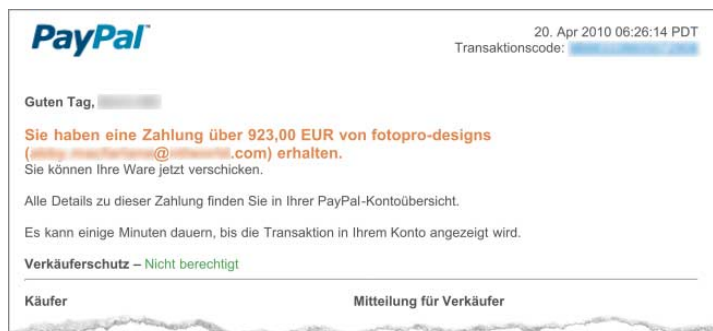 PayPal
20. Apr 2010 06:26:14 PDT
Transaktionscode:
Guten Tag,
Sie haben eine Zahlung über 923,00 EUR von fotopro-designs
(@.com) erhalten.
Sie können Ihre Ware jetzt verschicken.
Alle Details zu dieser Zahlung finden Sie in Ihrer PayPal-Kontoübersicht.
Es kann einige Minuten dauern, bis die Transaktion in Ihrem Konto angezeigt wird.
Verkäuferschutz – Nicht berechtigt
Käufer
Mitteilung für Verkäufer